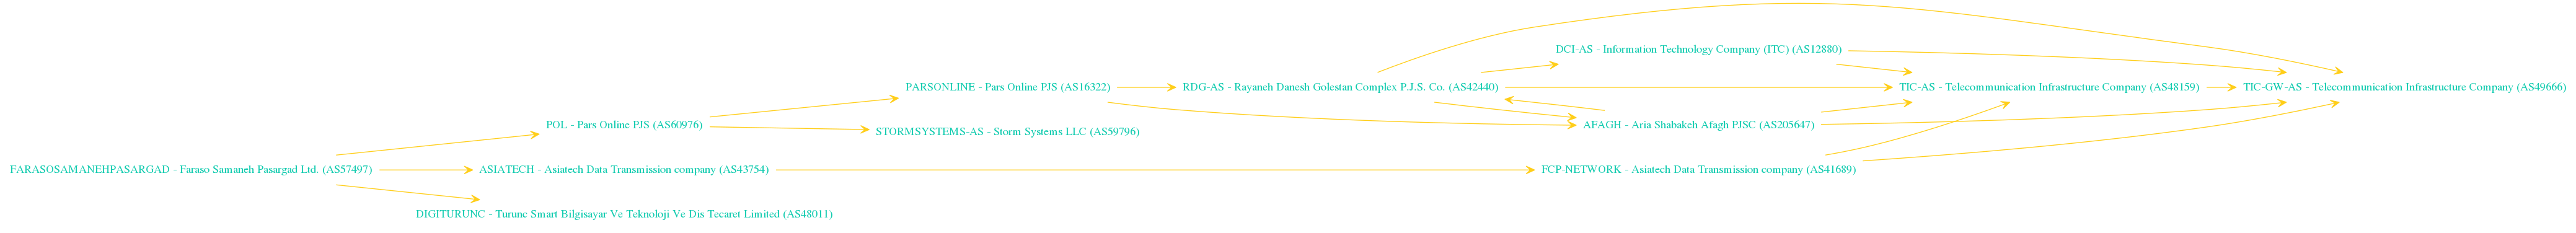 FARASOSAMANEHPASARGAD - Faraso Samaneh Pasargad Ltd. (AS57497)
POL - Pars Online PJS (AS60976)
ASIATECH - Asiatech Data Transmission company (AS43754)
DIGITURUNC - Turunc Smart Bilgisayar Ve Teknoloji Ve Dis Tecaret Limited (AS48011)
PARSONLINE - Pars Online PJS (AS16322)
STORMSYSTEMS-AS - Storm Systems LLC (AS59796)
RDG-AS - Rayaneh Danesh Golestan Complex P.J.S. Co. (AS42440)
DCI-AS - Information Technology Company (ITC) (AS12880)
AFAGH - Aria Shabakeh Afagh PJSC (AS205647)
FCP-NETWORK - Asiatech Data Transmission company (AS41689)
TIC-AS - Telecommunication Infrastructure Company (AS48159)
TIC-GW-AS - Telecommunication Infrastructure Company (AS49666)